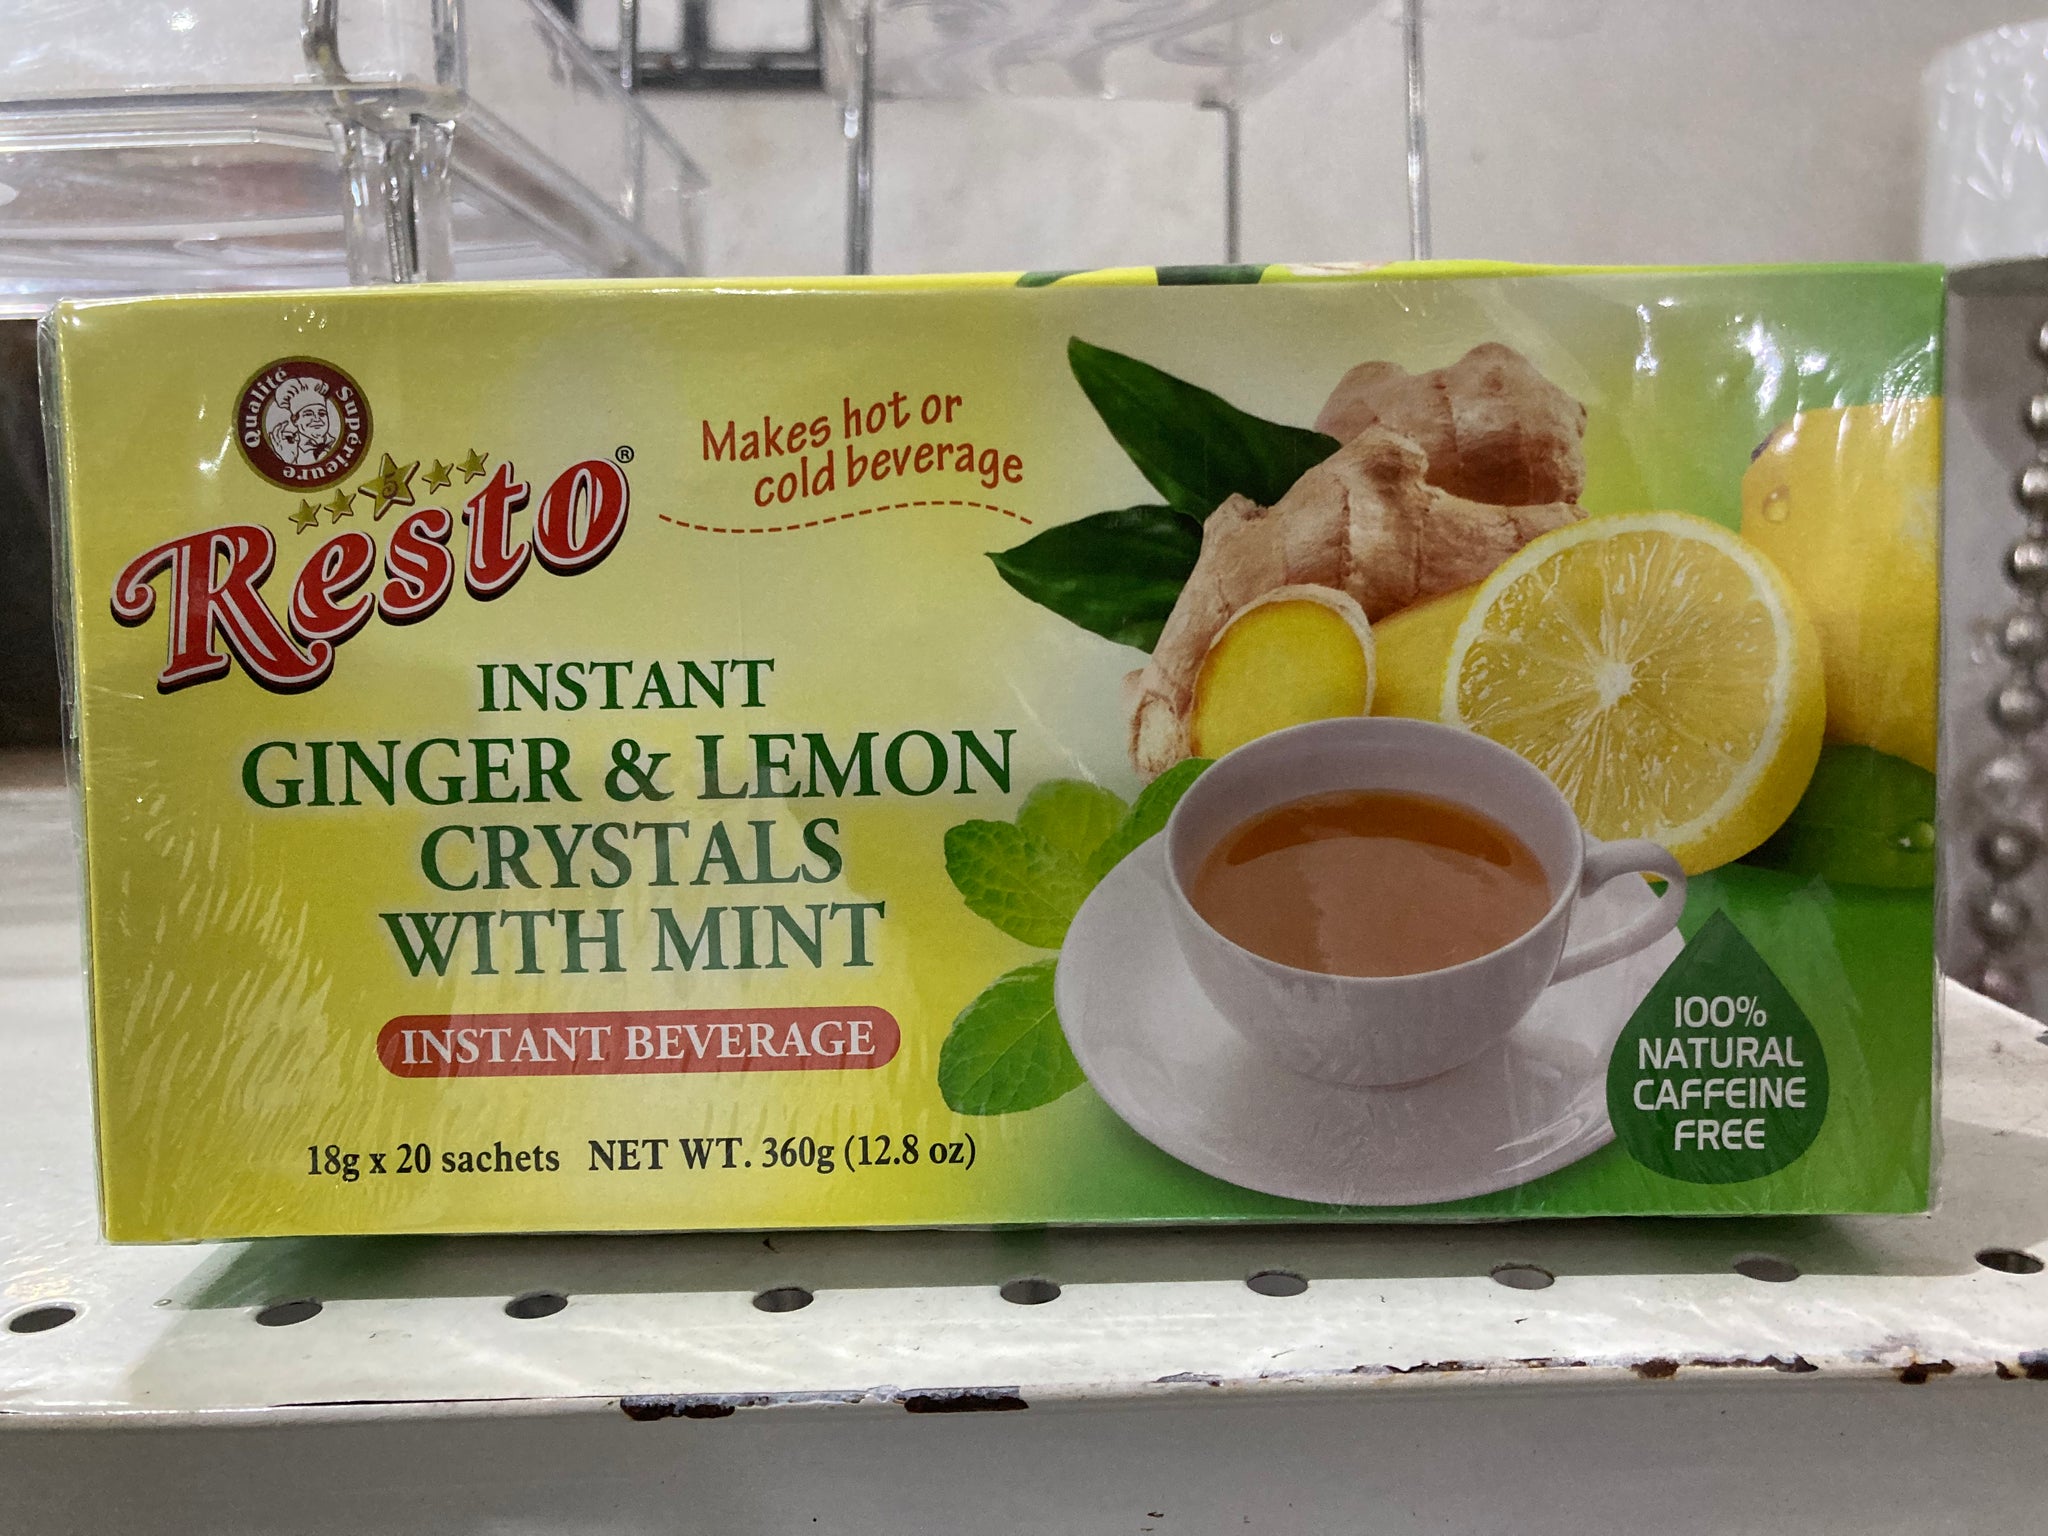 Qualité Supérieure
5
Resto®
Makes hot or
cold beverage
INSTANT
GINGER & LEMON
CRYSTALS
WITH MINT
INSTANT BEVERAGE
18g x 20 sachets NET WT. 360g (12.8 oz)
100%
NATURAL
CAFFEINE
FREE